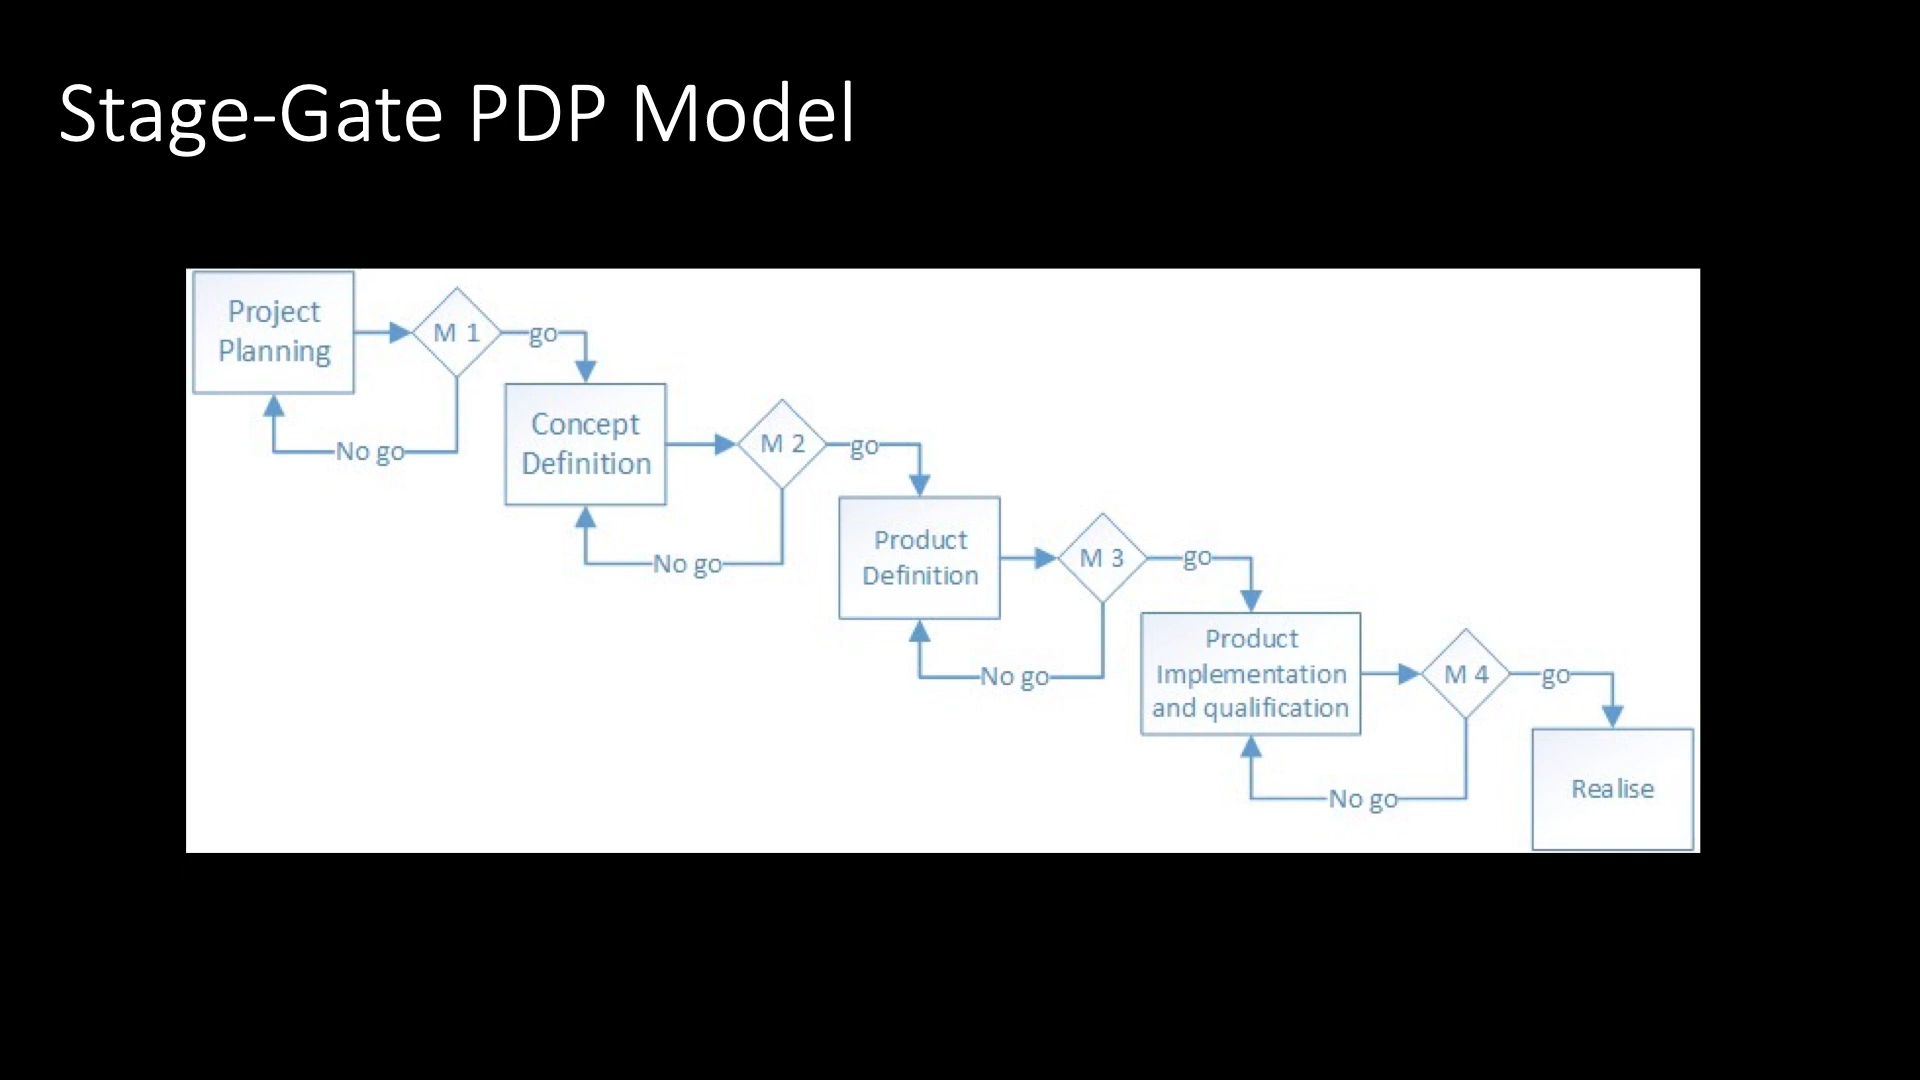 Stage-Gate PDP Model
Project
Planning
M 1
go
No go
Concept
Definition
M 2
go
No go
Product
Definition
M 3
go
No go
Product
Implementation
and qualification
M 4
go
No go
Realise